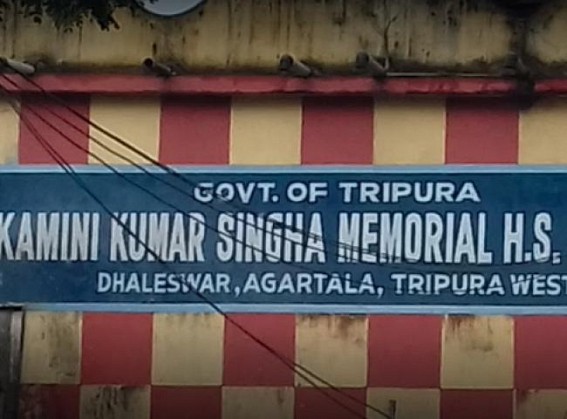 GOVT. OF TRIPURA
KAMINI KUMAR SINGHA MEMORIAL H.S.
DHALESWAR, AGARTALA, TRIPURA WEST